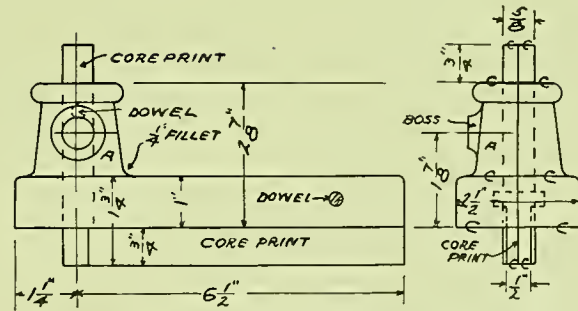 CORE PRINT
DOWEL
1/4" FILLET
A
2 7/8"
DOWEL
1 3/4"
1"
3/4"
CORE PRINT
1 1/4"
6 1/2"
5/8"
3/4"
BOSS
A
1 7/8"
2 1/2"
CORE PRINT
1/2"